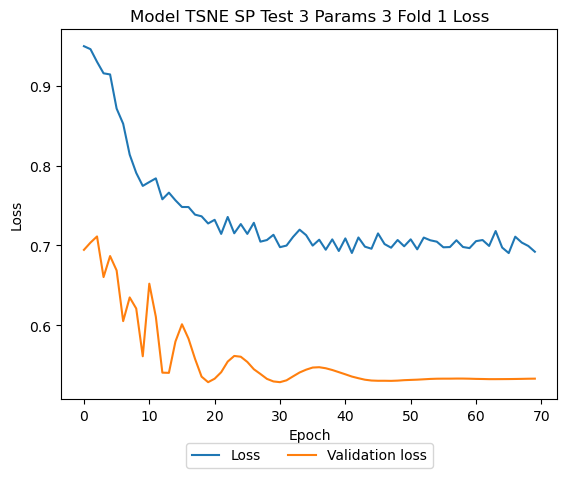 Model TSNE SP Test 3 Params 3 Fold 1 Loss
Loss
0.9
0.8
0.7
0.6
0 10 20 30 40 50 60 70
Epoch
Loss Validation loss